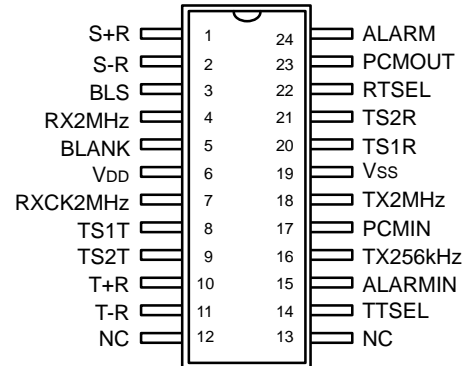 S+R 1 24 ALARM
S-R 2 23 PCMOUT
BLS 3 22 RTSEL
RX2MHz 4 21 TS2R
BLANK 5 20 TS1R
VDD 6 19 VSS
RXCK2MHz 7 18 TX2MHz
TS1T 8 17 PCMIN
TS2T 9 16 TX256kHz
T+R 10 15 ALARMIN
T-R 11 14 TTSEL
NC 12 13 NC